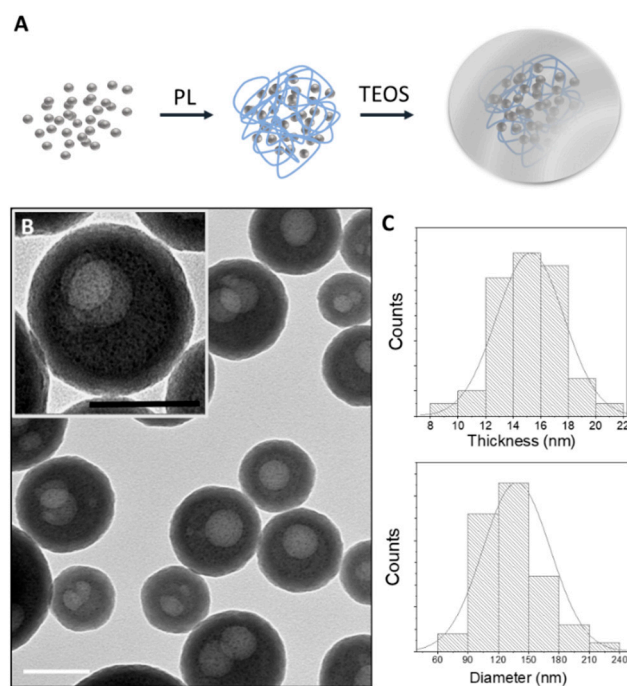 A
PL
TEOS
B
C
Counts
8 10 12 14 16 18 20 22
Thickness (nm)
Counts
60 90 120 150 180 210 240
Diameter (nm)